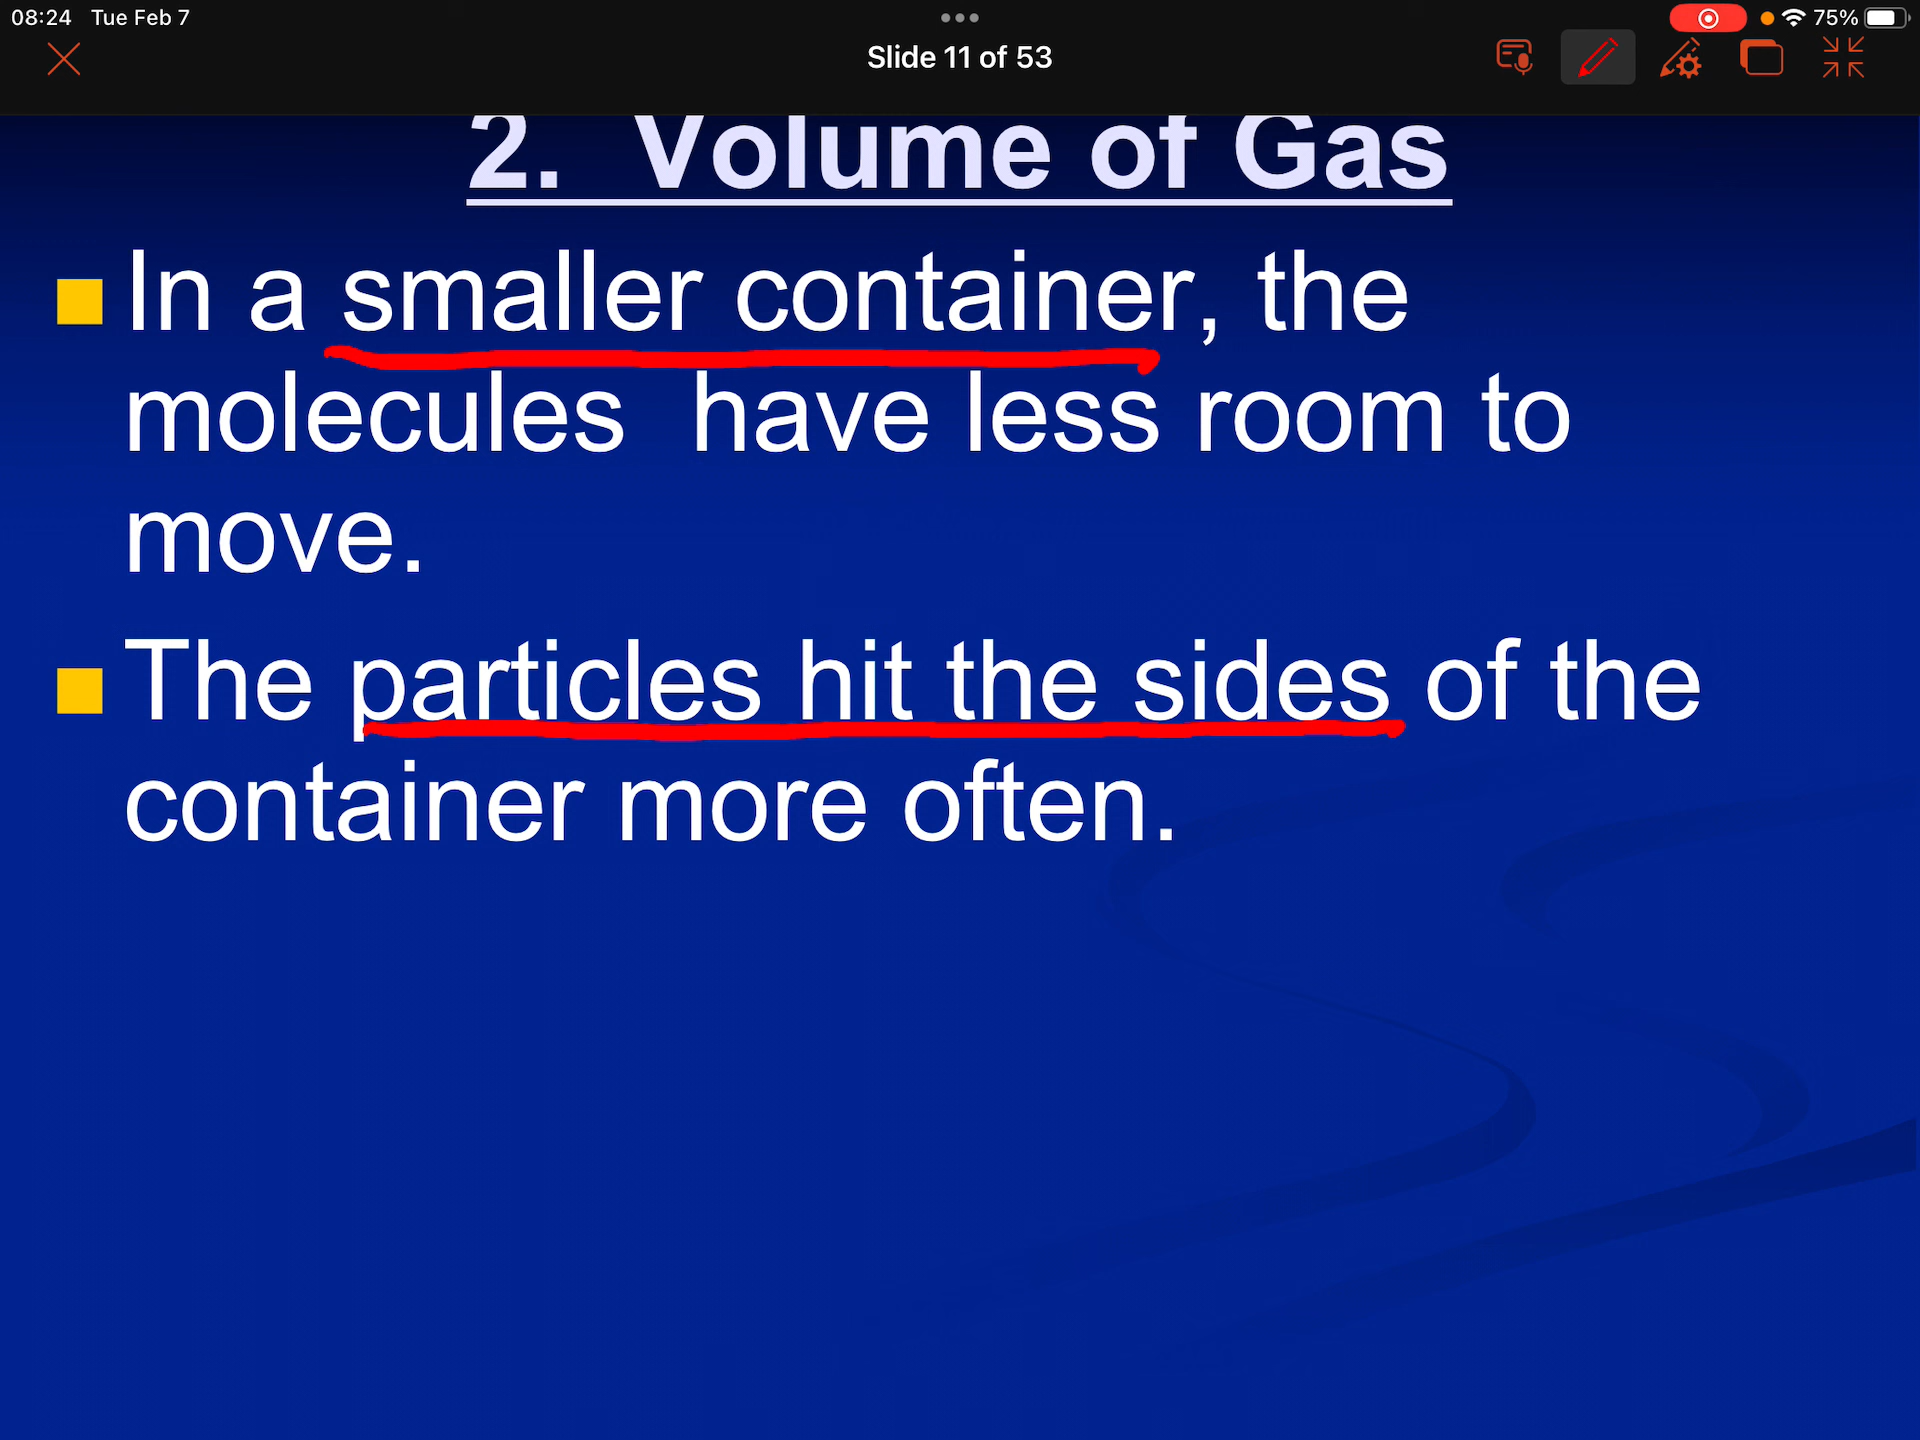 08:24 Tue Feb 7
75%
Slide 11 of 53
2. Volume of Gas
In a smaller container, the
molecules have less room to
move.
The particles hit the sides of the
container more often.